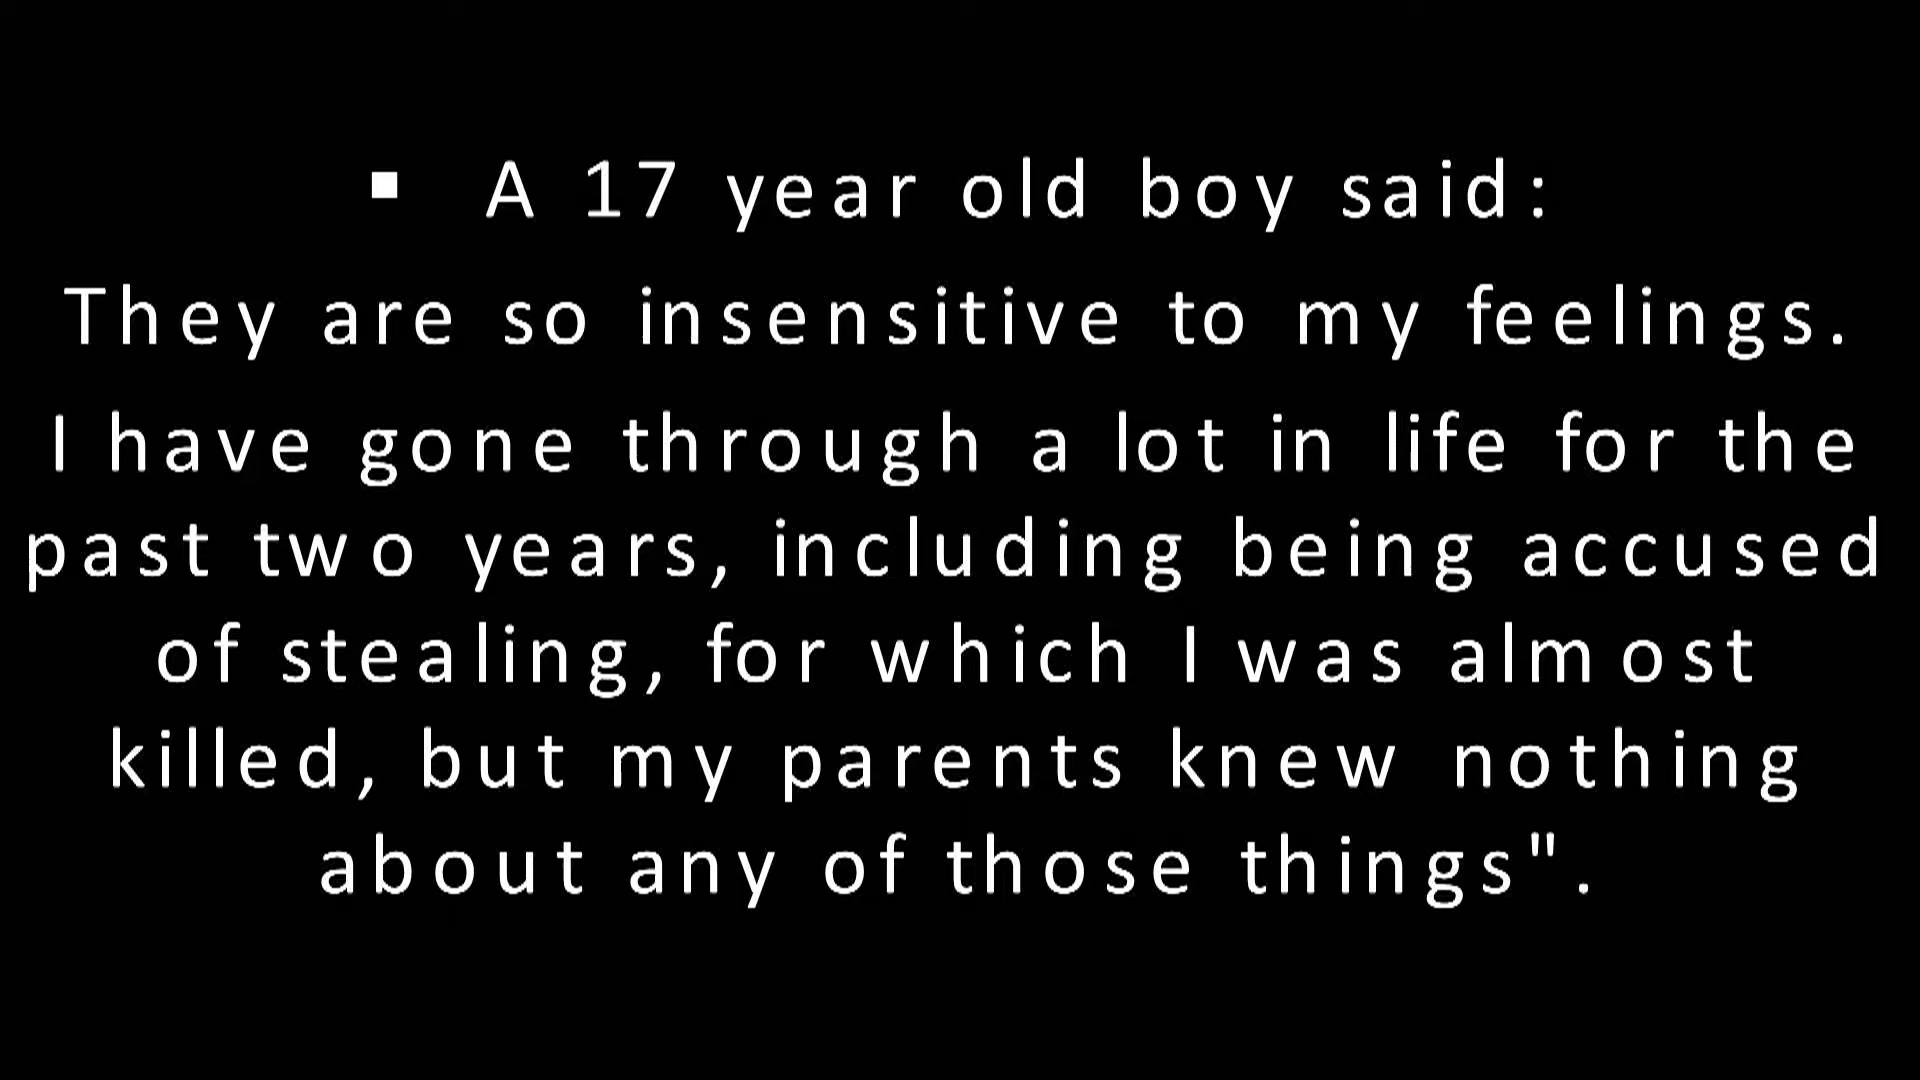 ▪ A 17 year old boy said:
They are so insensitive to my feelings.
I have gone through a lot in life for the
past two years, including being accused
of stealing, for which I was almost
killed, but my parents knew nothing
about any of those things".